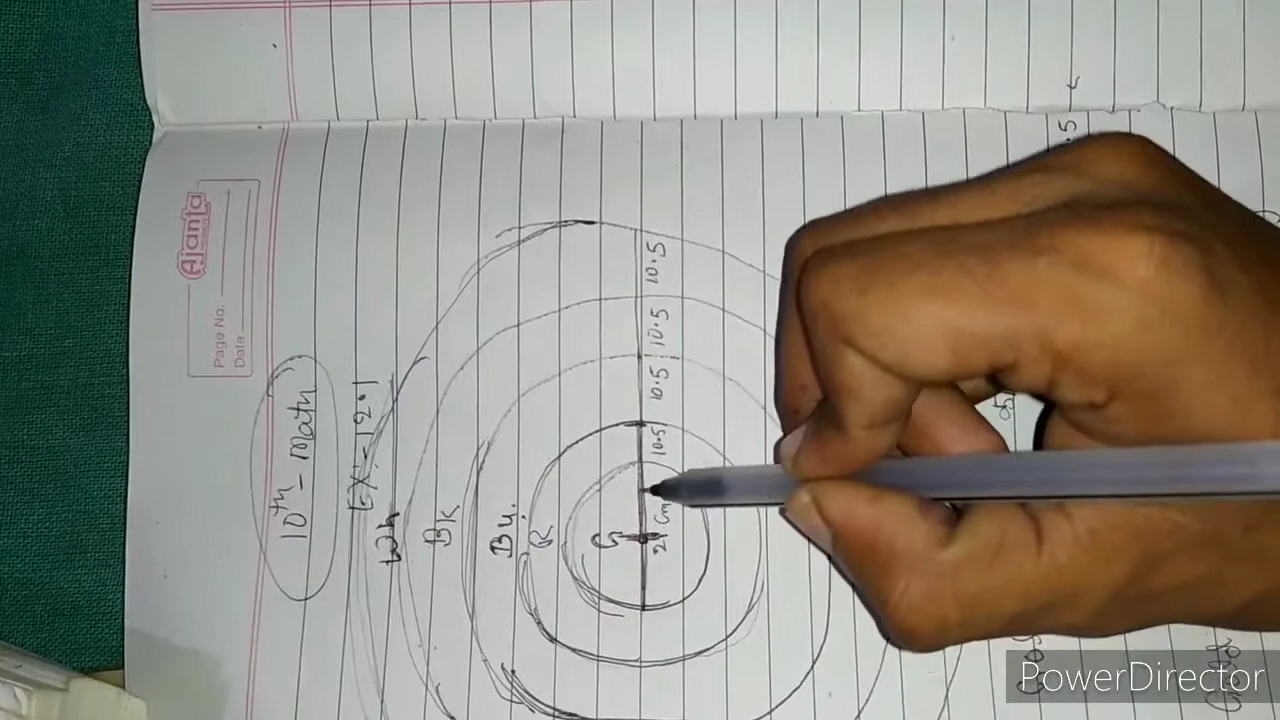 Ajanta
Page No.
Date
10th - Math
Ex - 12.1
Wh
BK
Bu.
R
G
21 Cm
10.5
10.5
10.5
10.5
Gold
PowerDirector